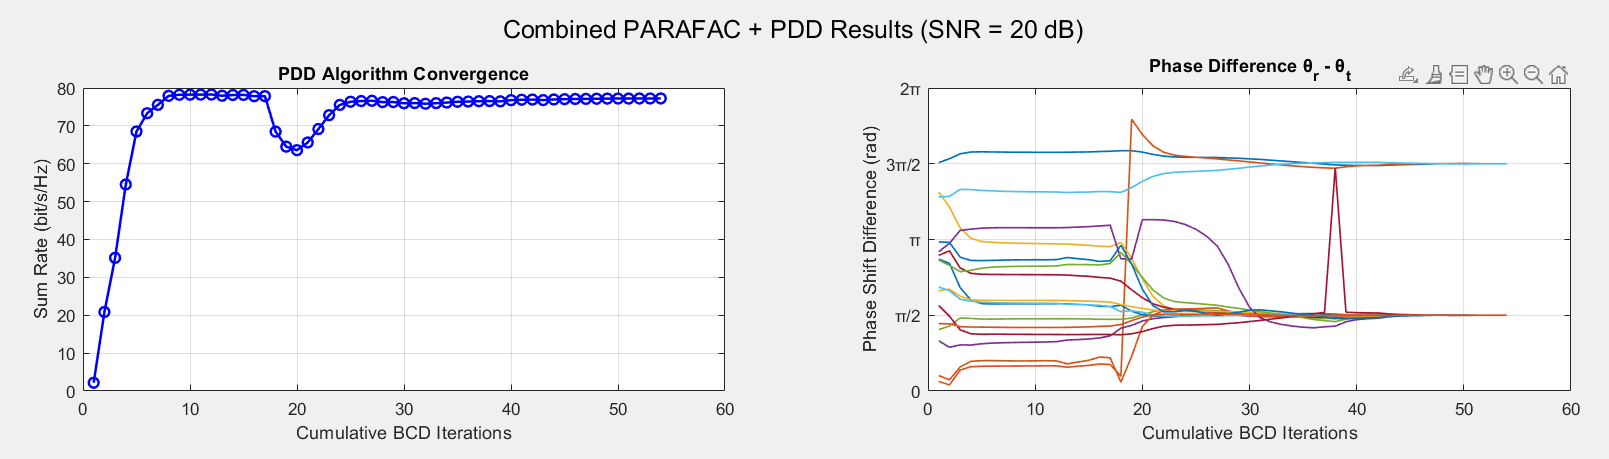 Combined PARAFAC + PDD Results (SNR = 20 dB)
PDD Algorithm Convergence
Sum Rate (bit/s/Hz)
80
70
60
50
40
30
20
10
0
0 10 20 30 40 50 60
Cumulative BCD Iterations
Phase Difference θr - θt
Phase Shift Difference (rad)
2π
3π/2
π
π/2
0
0 10 20 30 40 50 60
Cumulative BCD Iterations